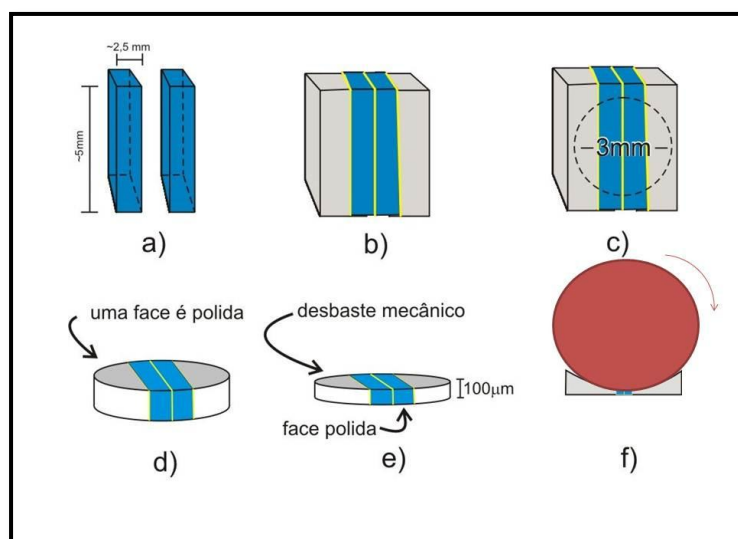 ~2,5 mm
~5mm
a)
b)
3mm
c)
uma face é polida
d)
desbaste mecânico
100μm
face polida
e)
f)